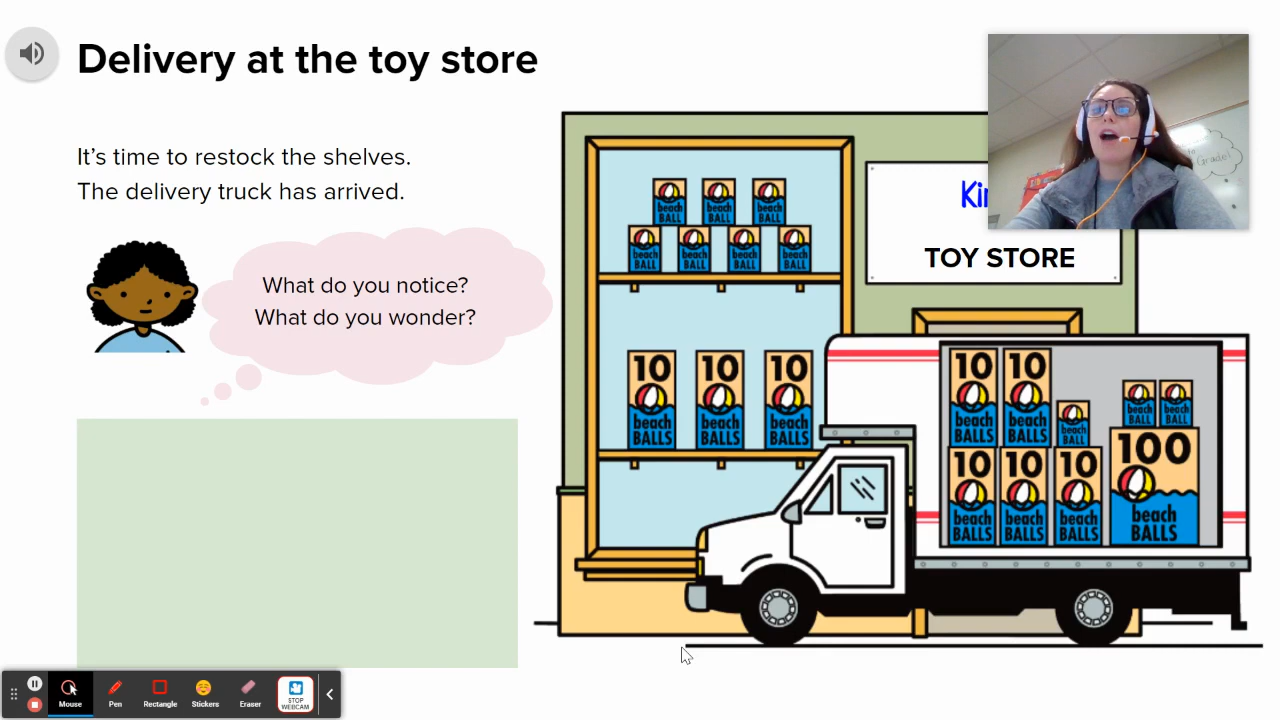 Delivery at the toy store
It's time to restock the shelves.
The delivery truck has arrived.
What do you notice?
What do you wonder?
TOY STORE
beach BALL
beach BALL
beach BALL
beach BALL
beach BALL
beach BALL
beach BALL
10 beach BALLS
10 beach BALLS
10 beach BALLS
10 beach BALLS
10 beach BALLS
beach BALL
beach BALL
beach BALL
10 beach BALLS
10 beach BALLS
10 beach BALLS
100 beach BALLS
Grade!
Mouse
Pen
Rectangle
Stickers
Eraser
STOP WEBCAM